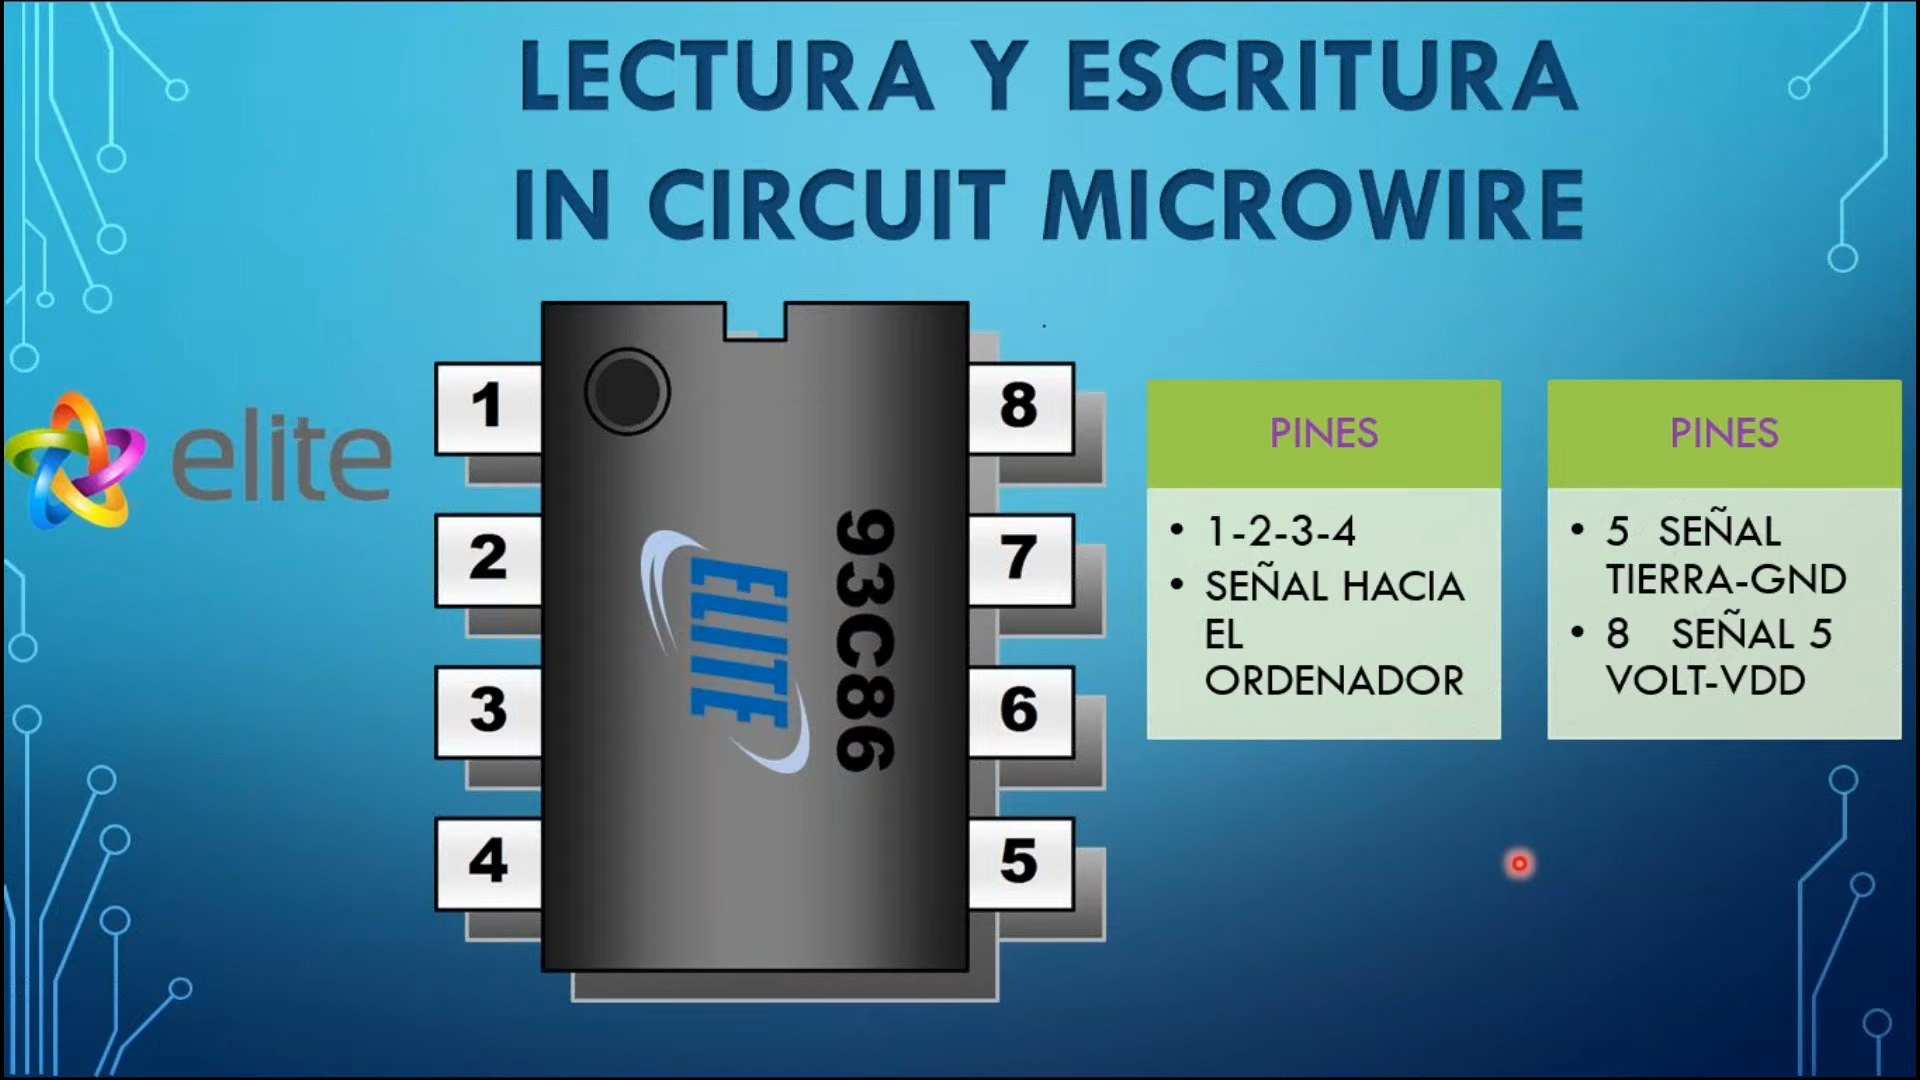 LECTURA Y ESCRITURA
IN CIRCUIT MICROWIRE
elite
1
2
3
4
8
7
6
5
ELITE
93C86
PINES
• 1-2-3-4
• SEÑAL HACIA
EL
ORDENADOR
PINES
• 5 SEÑAL
TIERRA-GND
• 8 SEÑAL 5
VOLT-VDD